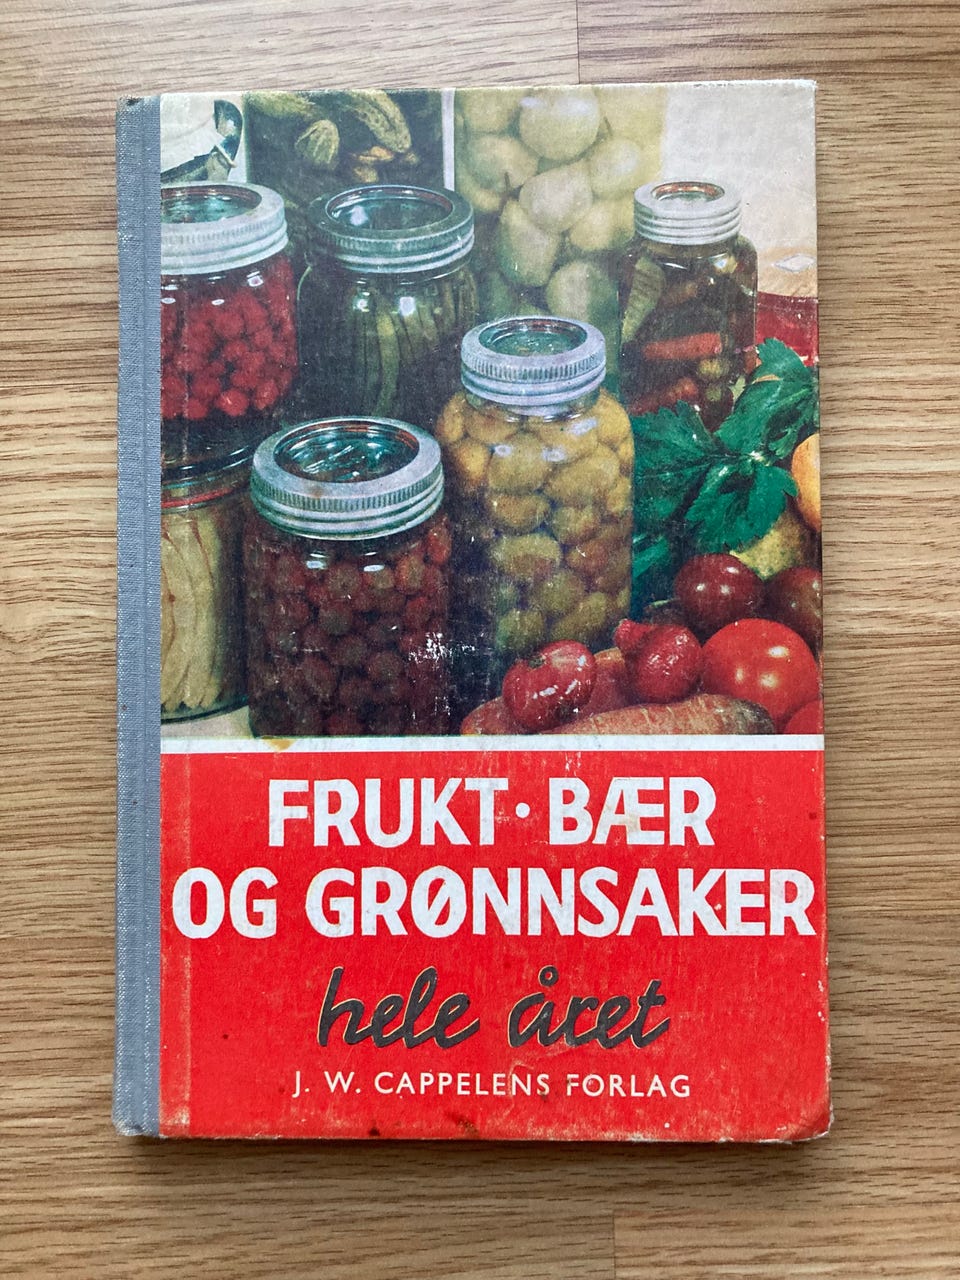 FRUKT · BÆR
OG GRØNNSAKER
hele året
J. W. CAPPELENS FORLAG